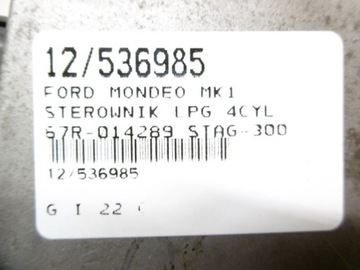 12/536985
FORD MONDEO MK1
STEROWNIK LPG 4CYL
67R-014289 STAG-300
12/536985
G I 22